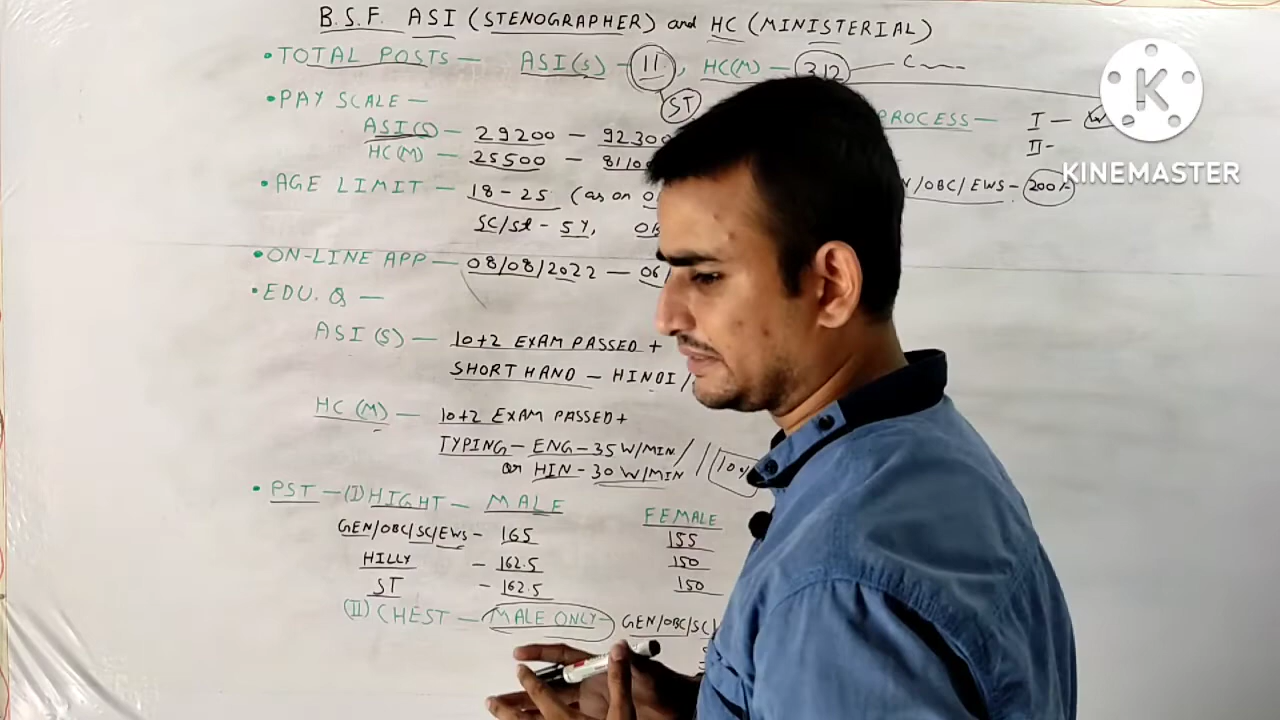 B.S.F. ASI (STENOGRAPHER) and HC (MINISTERIAL)
• TOTAL POSTS — ASI(S) - 11, HC(M) - 312
ST
• PAY SCALE —
ASI(S) — 29200 — 92300
HC(M) — 25500 — 8110
• AGE LIMIT — 18-25 (as on 0
SC/St - 5Y, OB
• ON-LINE APP — 08/08/2022 — 06/
• EDU. Q —
ASI (S) — 10+2 EXAM PASSED +
SHORT HAND — HINDI /
HC (M) — 10+2 EXAM PASSED +
TYPING — ENG - 35 W/MIN /
or HIN - 30 W/MIN
• PST — (I) HIGHT — MALE FEMALE
GEN/OBC/SC/EWS - 165 155
HILLY - 162.5 150
ST - 162.5 150
(II) CHEST — MALE ONLY - GEN/OBC/SC/
PROCESS — I —
II -
/OBC/EWS - 200/-
K
KINEMASTER